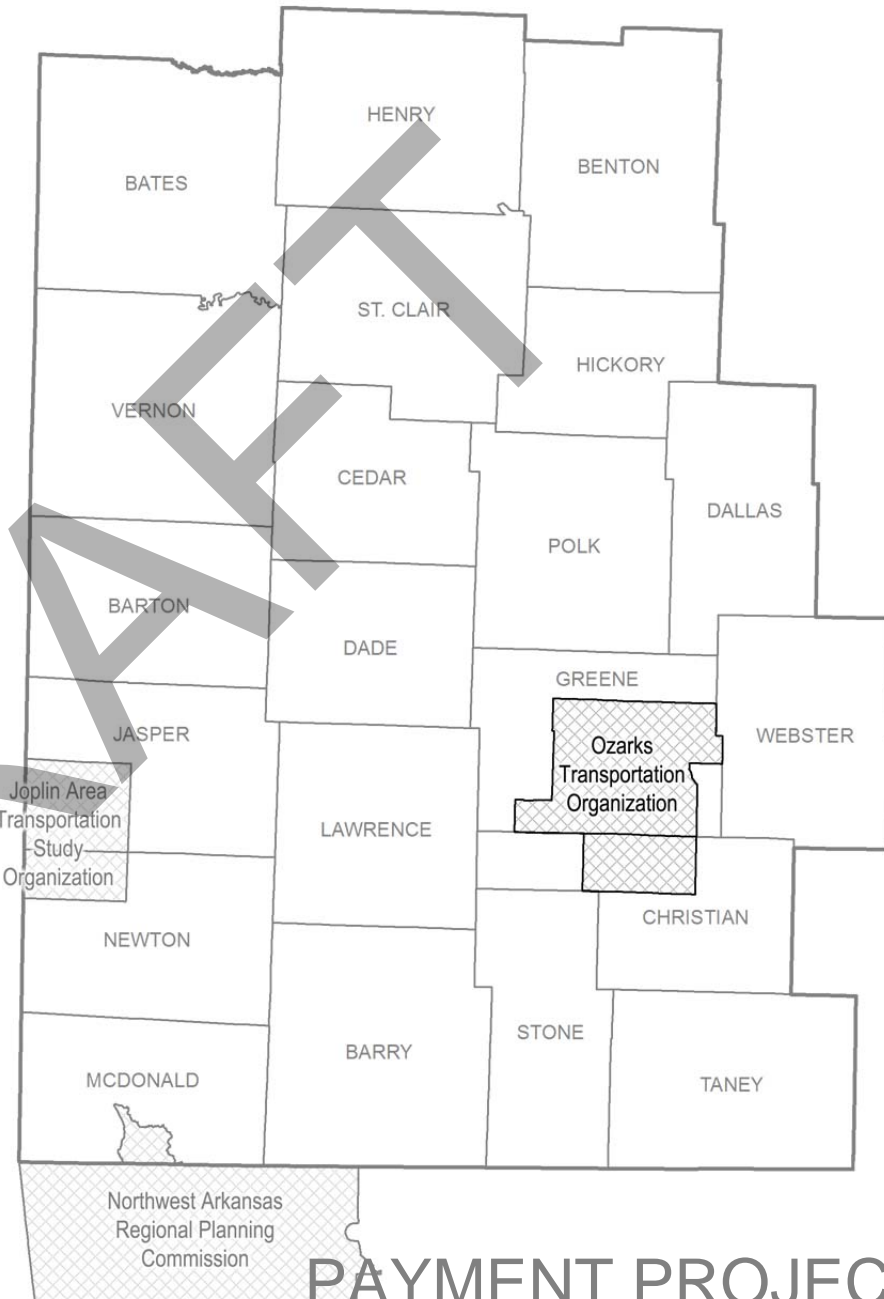 HENRY
BENTON
BATES
ST. CLAIR
HICKORY
VERNON
CEDAR
DALLAS
POLK
BARTON
DADE
GREENE
JASPER
WEBSTER
Ozarks
Transportation
Organization
Joplin Area
Transportation
Study
Organization
LAWRENCE
CHRISTIAN
NEWTON
STONE
BARRY
MCDONALD
TANEY
Northwest Arkansas
Regional Planning
Commission
PAYMENT PROJEC
AFT